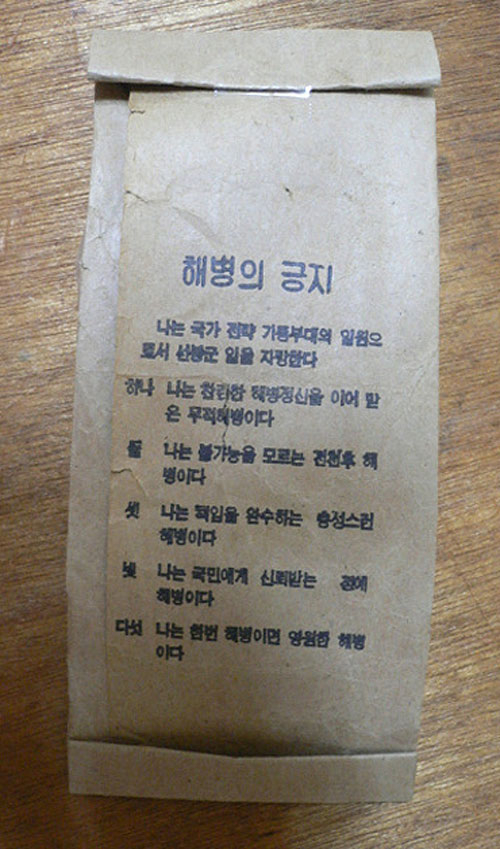 해병의 긍지
나는 국가 전략 기동부대의 일원으
로서 선봉군 임을 자랑한다
하나 나는 찬란한 해병정신을 이어 받
은 무적해병이다
둘 나는 불가능을 모르는 전천후 해
병이다
셋 나는 책임을 완수하는 충성스런
해병이다
넷 나는 국민에게 신뢰받는 정예
해병이다
다섯 나는 한번 해병이면 영원한 해병
이다